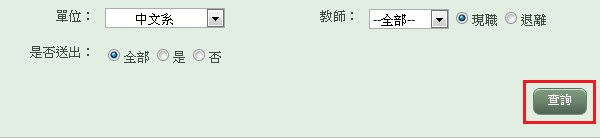 單位： 中文系 教師： --全部-- 現職 退離
是否送出： 全部 是 否
查詢